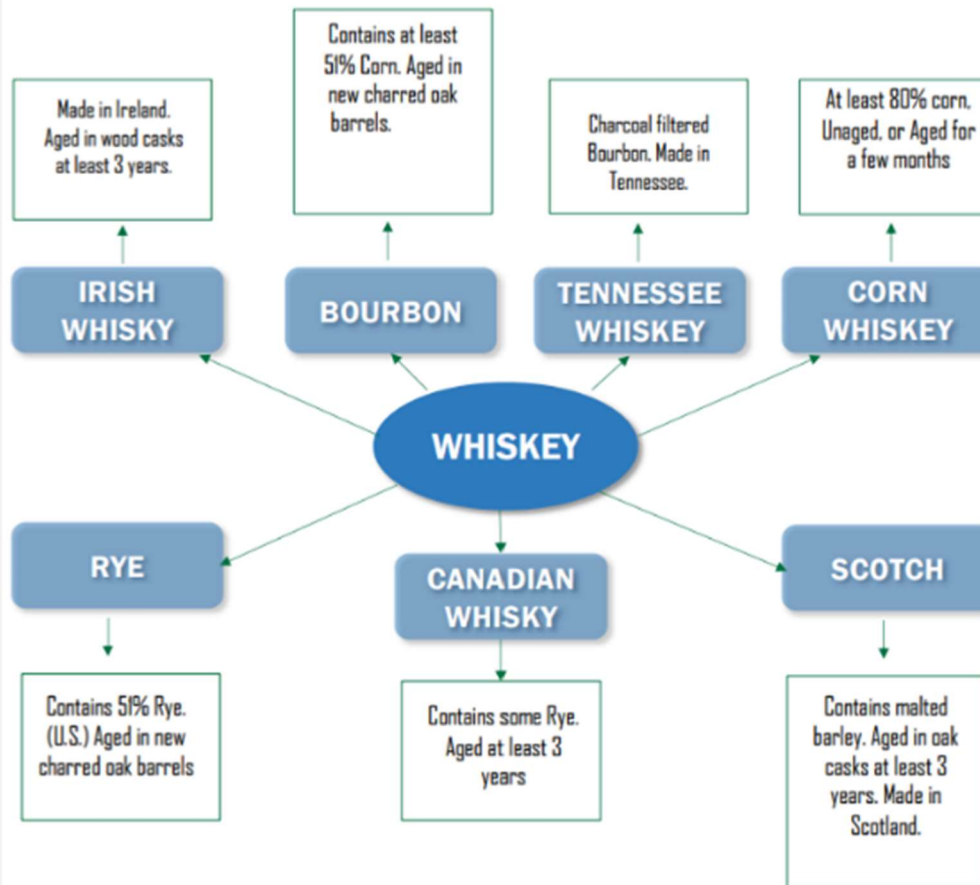 Made in Ireland.
Aged in wood casks
at least 3 years.
Contains at least
51% Corn. Aged in
new charred oak
barrels.
Charcoal filtered
Bourbon. Made in
Tennessee.
At least 80% corn.
Unaged, or Aged for
a few months
IRISH
WHISKY
BOURBON
TENNESSEE
WHISKEY
CORN
WHISKEY
WHISKEY
RYE
CANADIAN
WHISKY
SCOTCH
Contains 51% Rye.
(U.S.) Aged in new
charred oak barrels
Contains some Rye.
Aged at least 3
years
Contains malted
barley. Aged in oak
casks at least 3
years. Made in
Scotland.